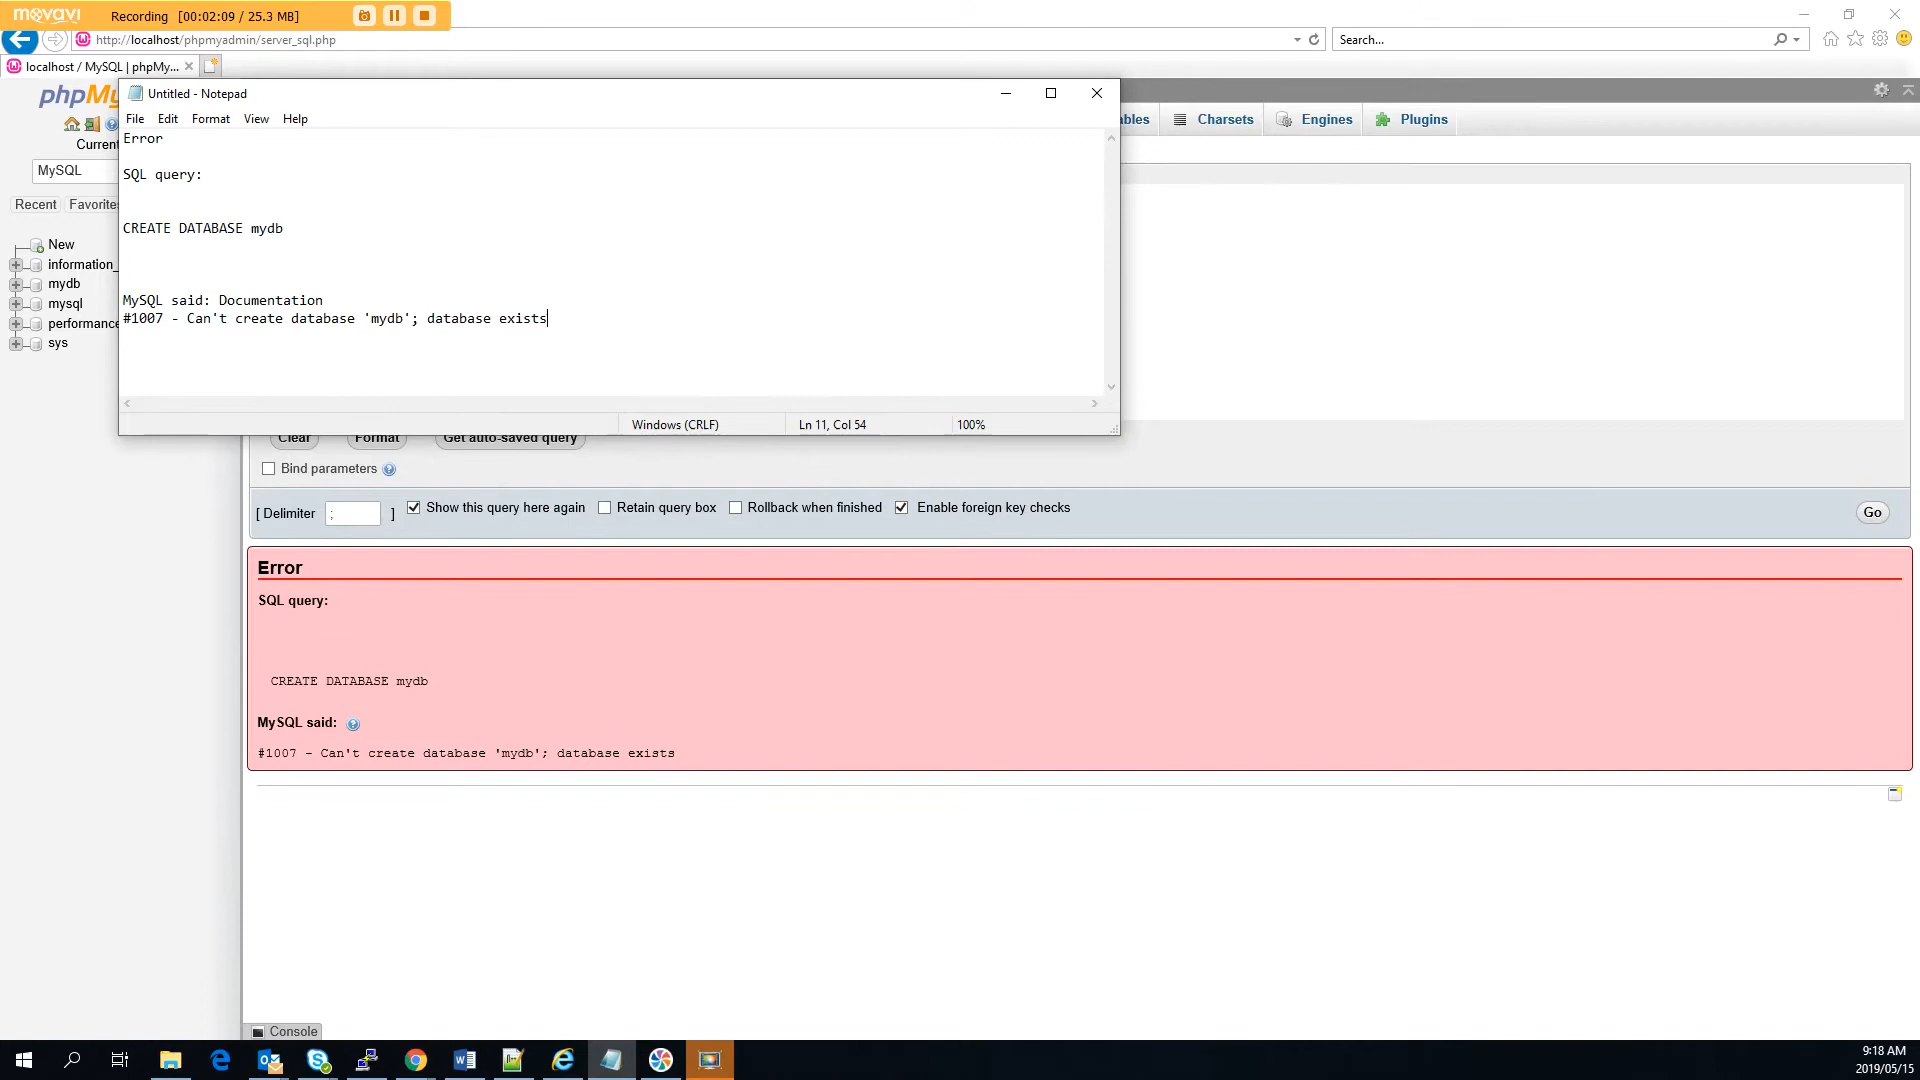 movavi
Recording [00:02:09 / 25.3 MB]
http://localhost/phpmyadmin/server_sql.php
Search...
localhost / MySQL | phpMy...
phpMy
Untitled - Notepad
File Edit Format View Help
Charsets
Engines
Plugins
Current
MySQL
Recent
Favorites
New
information_
mydb
mysql
performance
sys
Error
SQL query:
CREATE DATABASE mydb
MySQL said: Documentation
#1007 - Can't create database 'mydb'; database exists
Windows (CRLF)
Ln 11, Col 54
100%
Clear
Format
Get auto-saved query
Bind parameters
[ Delimiter ; ]
Show this query here again
Retain query box
Rollback when finished
Enable foreign key checks
Go
Error
SQL query:
CREATE DATABASE mydb
MySQL said:
#1007 - Can't create database 'mydb'; database exists
Console
9:18 AM
2019/05/15